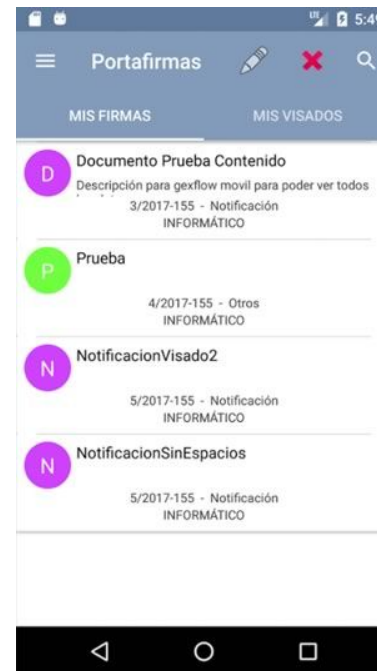 LTE 5:49
Portafirmas
MIS FIRMAS MIS VISADOS
D
Documento Prueba Contenido
Descripción para gexflow movil para poder ver todos
3/2017-155 - Notificación
INFORMÁTICO
P
Prueba
4/2017-155 - Otros
INFORMÁTICO
N
NotificacionVisado2
5/2017-155 - Notificación
INFORMÁTICO
N
NotificacionSinEspacios
5/2017-155 - Notificación
INFORMÁTICO